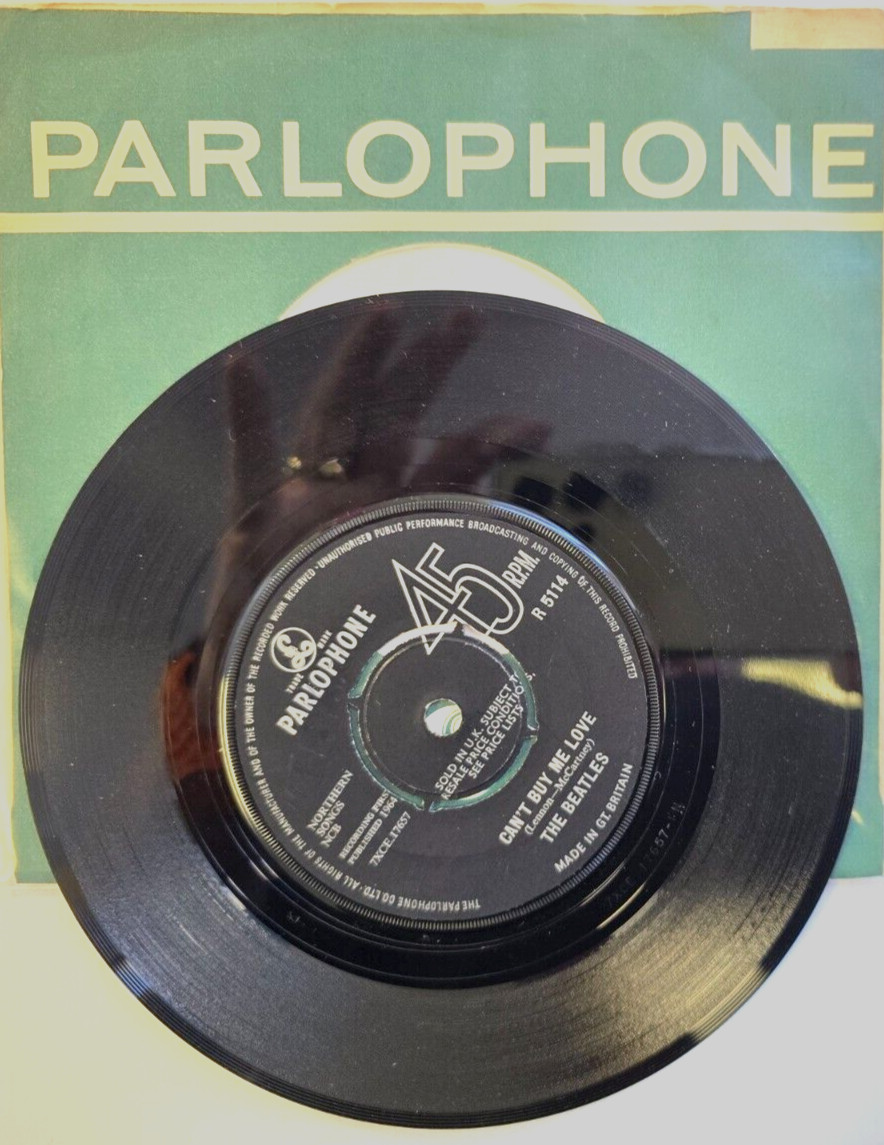 PARLOPHONE
THE PARLOPHONE CO. LTD. ALL RIGHTS OF THE MANUFACTURER AND OF THE OWNER OF THE RECORDED WORK RESERVED · UNAUTHORISED PUBLIC PERFORMANCE BROADCASTING AND COPYING OF THIS RECORD PROHIBITED
45 R.P.M.
R 5114
£
TRADE MARK
PARLOPHONE
SOLD IN U.K. SUBJECT T
RESALE PRICE CONDITIO S,
SEE PRICE LISTS
NORTHERN
SONGS
NCB
RECORDING FIRS
PUBLISHED 1964
7XCE.17657
CAN'T BUY ME LOVE
(Lennon—McCartney)
THE BEATLES
MADE IN GT. BRITAIN